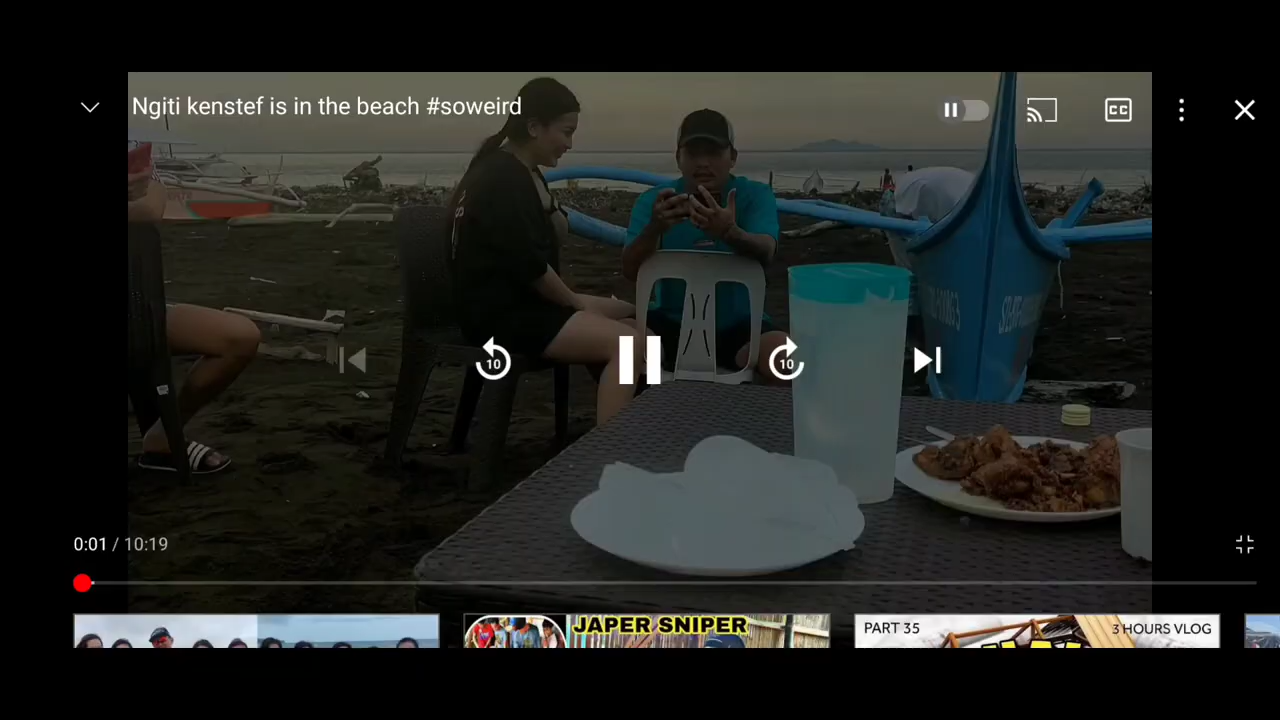 Ngiti kenstef is in the beach #soweird
CC
10
10
0:01 / 10:19
JAPER SNIPER
PART 35
3 HOURS VLOG